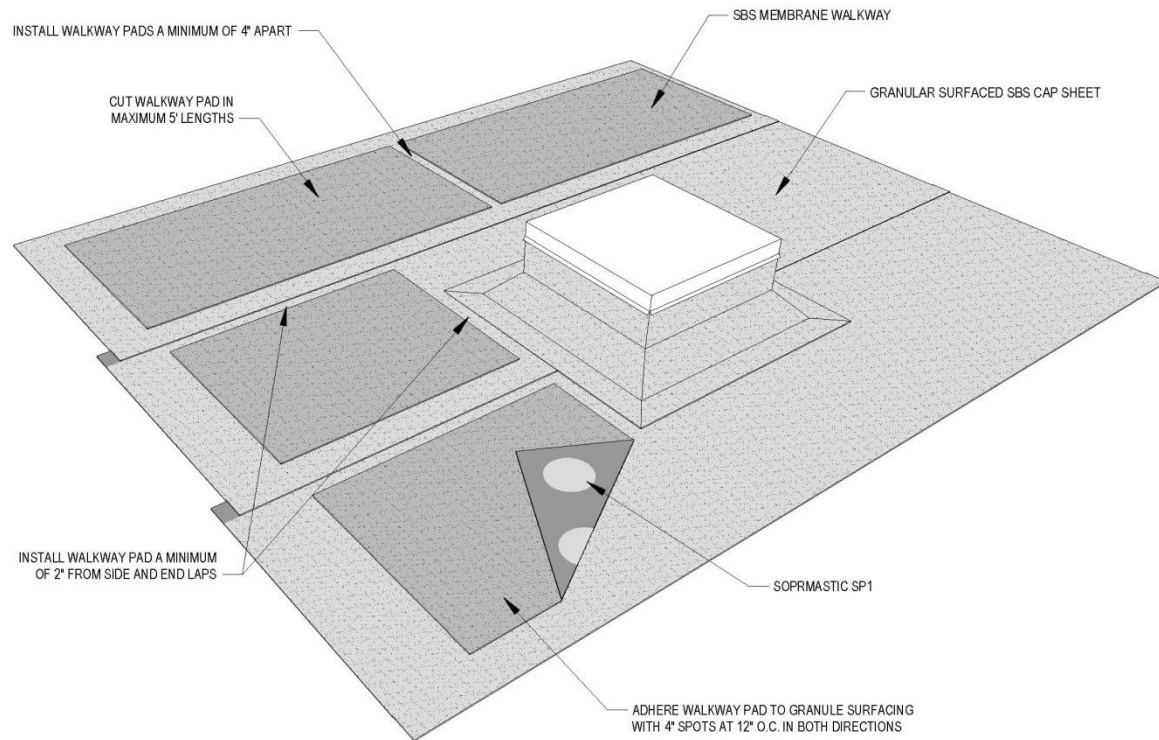 INSTALL WALKWAY PADS A MINIMUM OF 4" APART
SBS MEMBRANE WALKWAY
CUT WALKWAY PAD IN
MAXIMUM 5' LENGTHS
GRANULAR SURFACED SBS CAP SHEET
INSTALL WALKWAY PAD A MINIMUM
OF 2" FROM SIDE AND END LAPS
SOPRMASTIC SP1
ADHERE WALKWAY PAD TO GRANULE SURFACING
WITH 4" SPOTS AT 12" O.C. IN BOTH DIRECTIONS